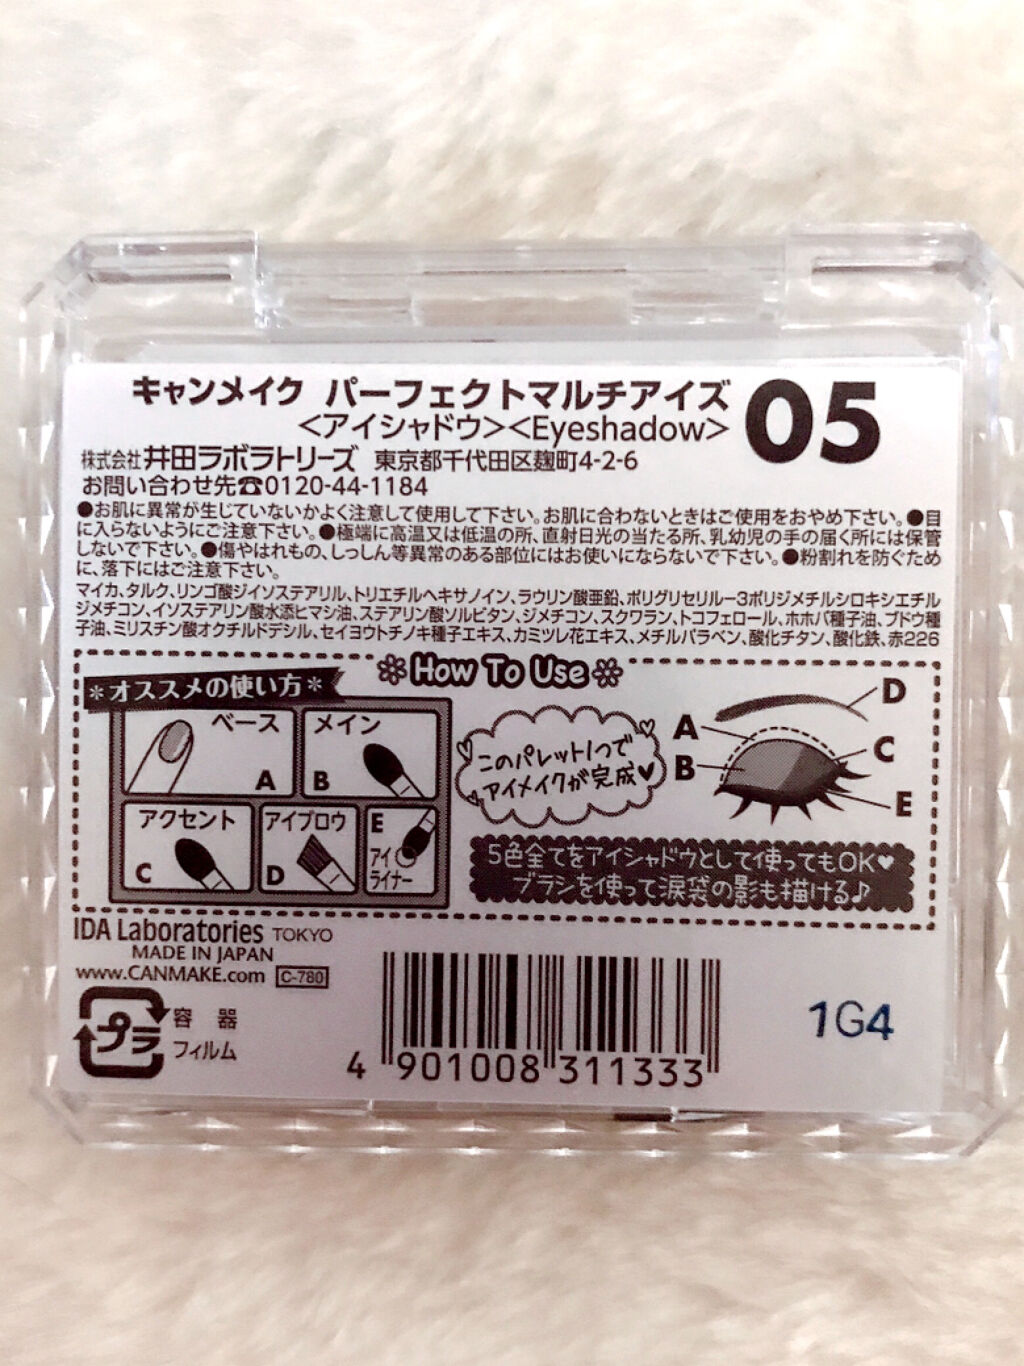 キャンメイク パーフェクトマルチアイズ 05
<アイシャドウ><Eyeshadow>
株式会社井田ラボラトリーズ 東京都千代田区麹町4-2-6
お問い合わせ先☎0120-44-1184
●お肌に異常が生じていないかよく注意して使用して下さい。お肌に合わないときはご使用をおやめ下さい。●目
に入らないようにご注意下さい。●極端に高温又は低温の所、直射日光の当たる所、乳幼児の手の届く所には保管
しないで下さい。●傷やはれもの、しっしん等異常のある部位にはお使いにならないで下さい。●粉割れを防ぐため
に、落下にはご注意下さい。
マイカ、タルク、リンゴ酸ジイソステアリル、トリエチルヘキサノイン、ラウリン酸亜鉛、ポリグリセリル－3ポリジメチルシロキシエチル
ジメチコン、イソステアリン酸水添ヒマシ油、ステアリン酸ソルビタン、ジメチコン、スクワラン、トコフェロール、ホホバ種子油、ブドウ種
子油、ミリスチン酸オクチルドデシル、セイヨウトチノキ種子エキス、カミツレ花エキス、メチルパラベン、酸化チタン、酸化鉄、赤226
How To Use
*オススメの使い方*
ベース
A
メイン
B
アクセント
C
アイブロウ
D
E
アイ
ライナー
このパレット1つで
アイメイクが完成♥
A
B
D
C
E
5色全てをアイシャドウとして使ってもOK♥
ブラシを使って涙袋の影も描ける♪
IDA Laboratories TOKYO
MADE IN JAPAN
www.CANMAKE.com C-780
プラ
容器
フィルム
4 901008 311333
1G4